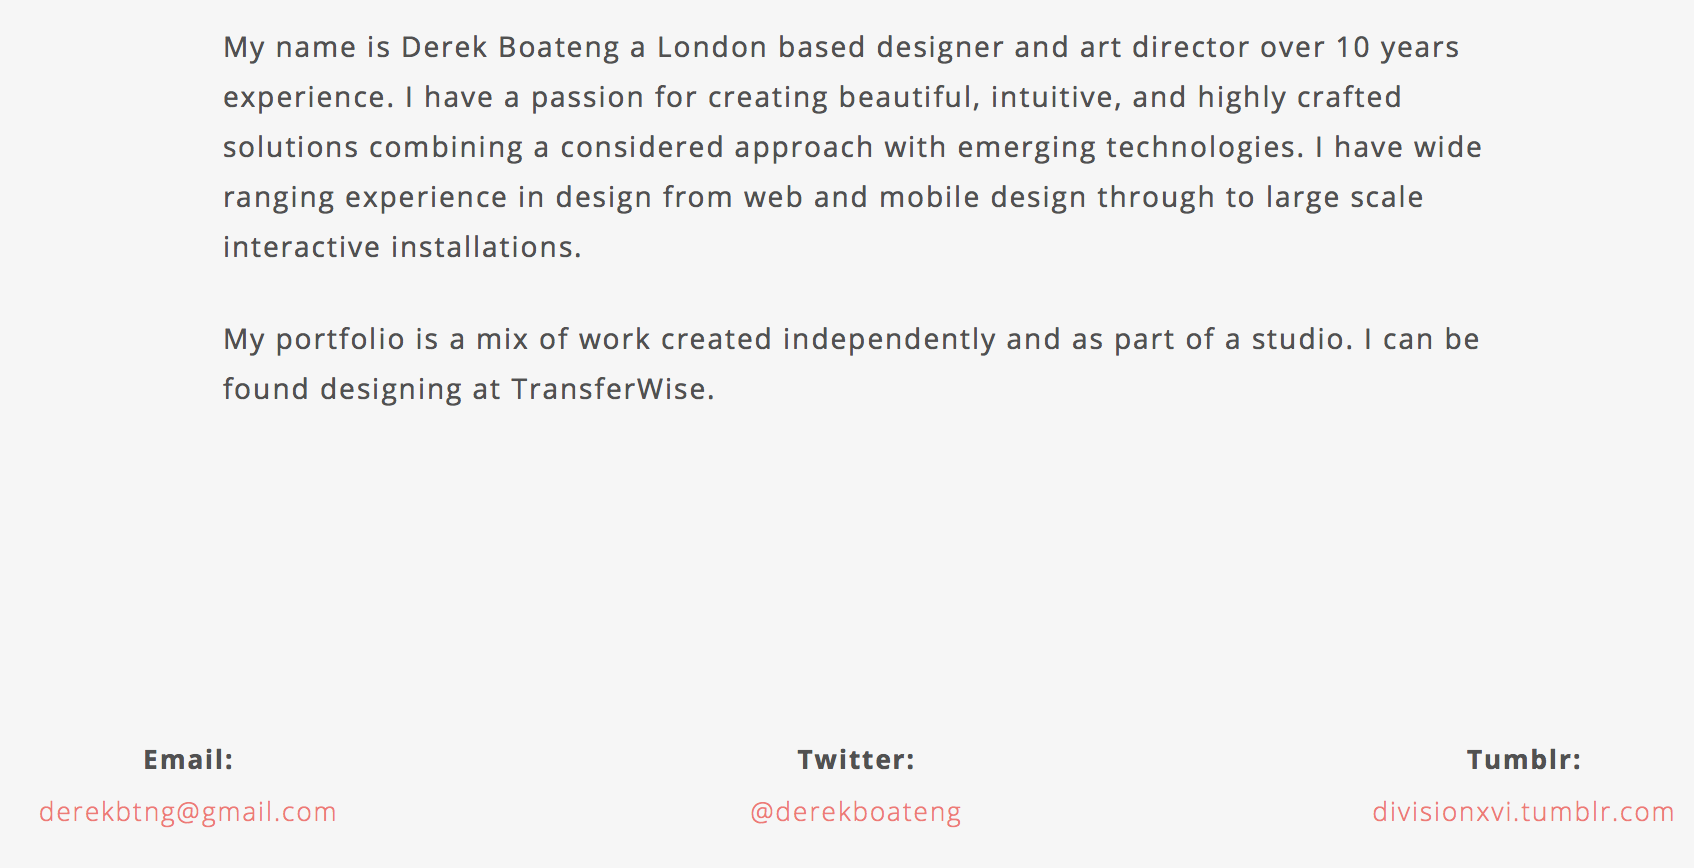 My name is Derek Boateng a London based designer and art director over 10 years
experience. I have a passion for creating beautiful, intuitive, and highly crafted
solutions combining a considered approach with emerging technologies. I have wide
ranging experience in design from web and mobile design through to large scale
interactive installations.
My portfolio is a mix of work created independently and as part of a studio. I can be
found designing at TransferWise.
Email:
derekbtng@gmail.com
Twitter:
@derekboateng
Tumblr:
divisionxvi.tumblr.com